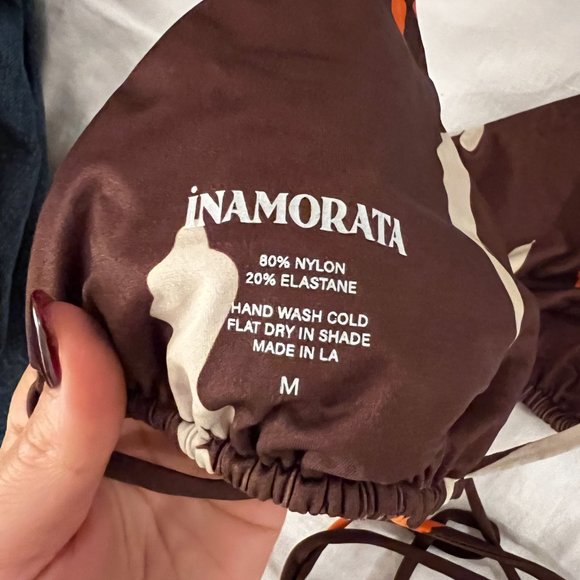 iNAMORATA
80% NYLON
20% ELASTANE
HAND WASH COLD
FLAT DRY IN SHADE
MADE IN LA
M